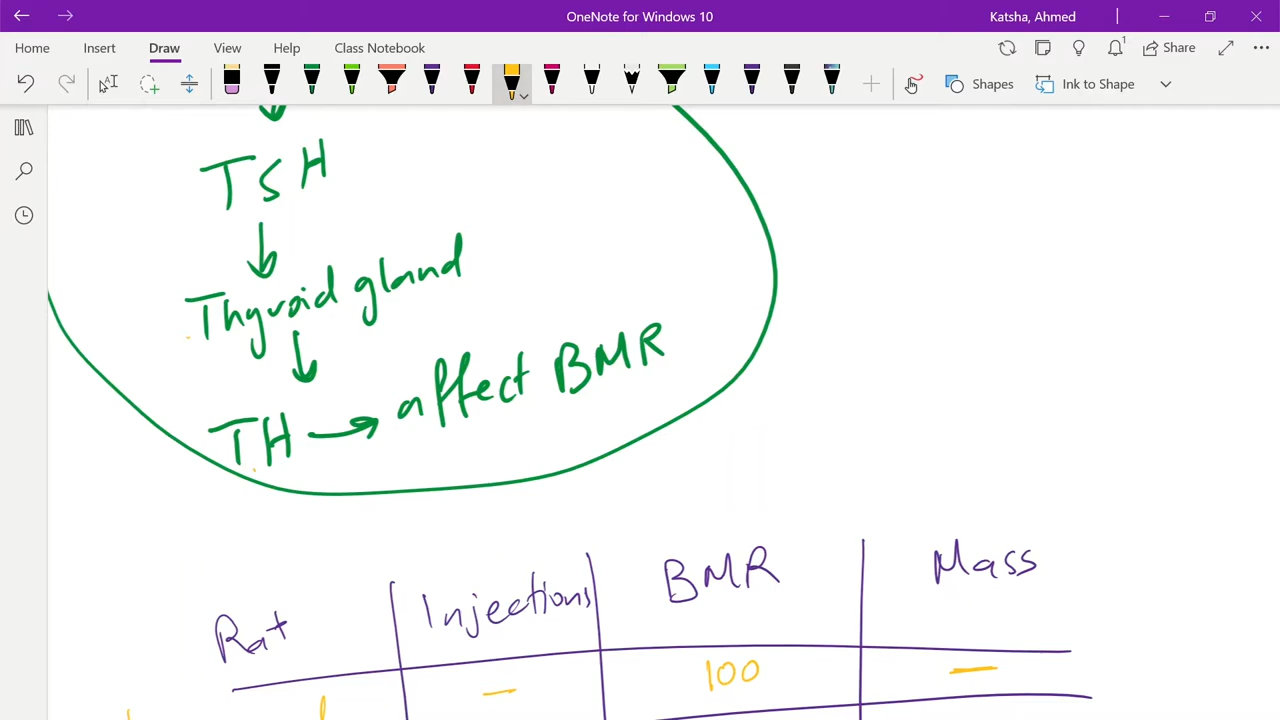 OneNote for Windows 10
Katsha, Ahmed
Home Insert Draw View Help Class Notebook
1
Share
Shapes
Ink to Shape
TSH
Thyroid gland
TH → affect BMR
Rat Injections BMR Mass
— 100 —